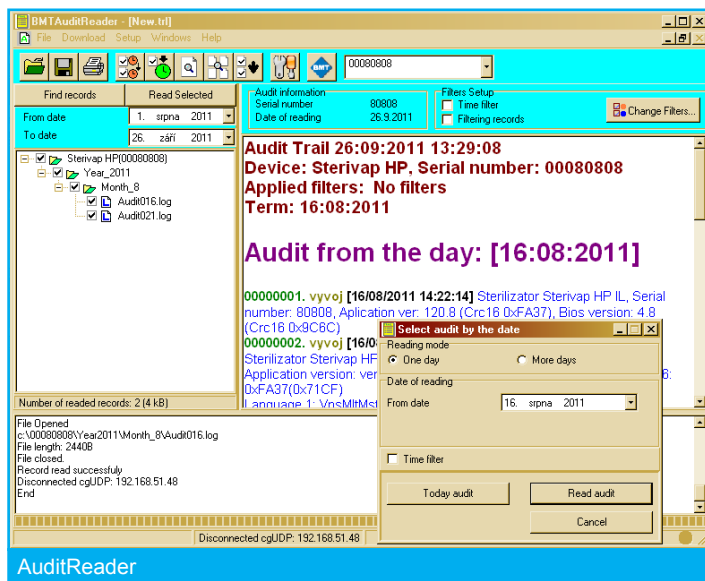 BMTAuditReader - [New.trl]
File Download Setup Windows Help
BMT 00080808
Find records Read Selected
From date 1. srpna 2011
To date 26. září 2011
Audit information
Serial number 80808
Date of reading 26.9.2011
Filters Setup
Time filter
Filtering records
Change Filters...
Sterivap HP(00080808)
Year_2011
Month_8
Audit016.log
Audit021.log
Number of readed records: 2 (4 kB)
Audit Trail 26:09:2011 13:29:08
Device: Sterivap HP, Serial number: 00080808
Applied filters: No filters
Term: 16:08:2011
Audit from the day: [16:08:2011]
00000001. vyvoj [16/08/2011 14:22:14] Sterilizator Sterivap HP IL, Serial
number: 80808, Aplication ver: 120.8 (Crc16 0xFA37), Bios version: 4.8
(Crc16 0x9C6C)
00000002. vyvoj [16/0
Sterilizator Sterivap HP
Application version: ver 6:
0xFA37(0x71CF)
Language 1:
Select audit by the date
Reading mode
One day More days
Date of reading
From date 16. srpna 2011
Time filter
Today audit Read audit
Cancel
File Opened
c:\00080808\Year2011\Month_8\Audit016.log
File length: 2440B
File closed.
Record read successfuly
Disconnected cgUDP: 192.168.51.48
End
Disconnected cgUDP: 192.168.51.48
AuditReader